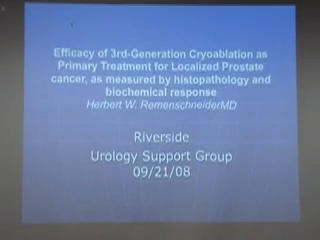 Efficacy of 3rd-Generation Cryoablation as
Primary Treatment for Localized Prostate
cancer, as measured by histopathology and
biochemical response
Herbert W. RemenschneiderMD
Riverside
Urology Support Group
09/21/08